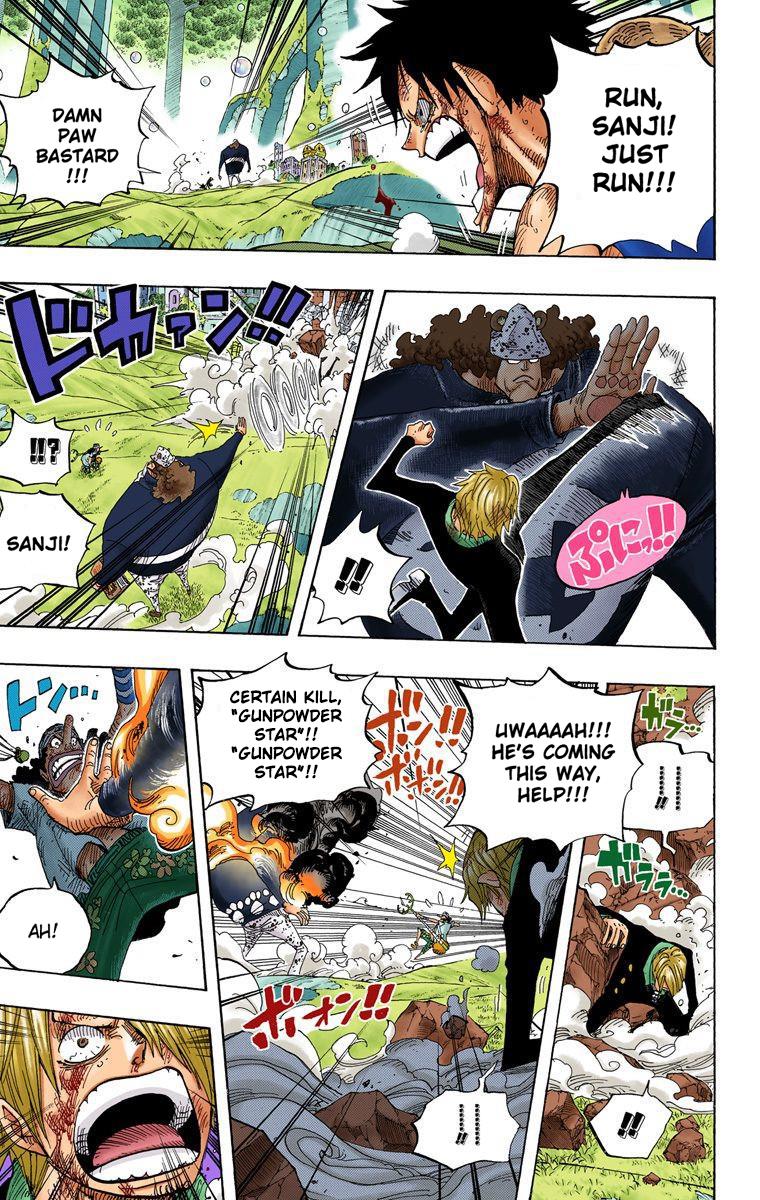 RUN,
SANJI!
JUST
RUN!!!
DAMN
PAW
BASTARD
!!!
ぷにっ!!
!!
ドカァン!!
!!?
SANJI!
ガラ...
!!
ガララ...
!!
UWAAAAH!!!
HE'S COMING
THIS WAY,
HELP!!!
CERTAIN KILL,
"GUNPOWDER
STAR"!!
"GUNPOWDER
STAR"!!
ボン!!
ボボン!!
ボオォン!!
!!
トン...
AH!